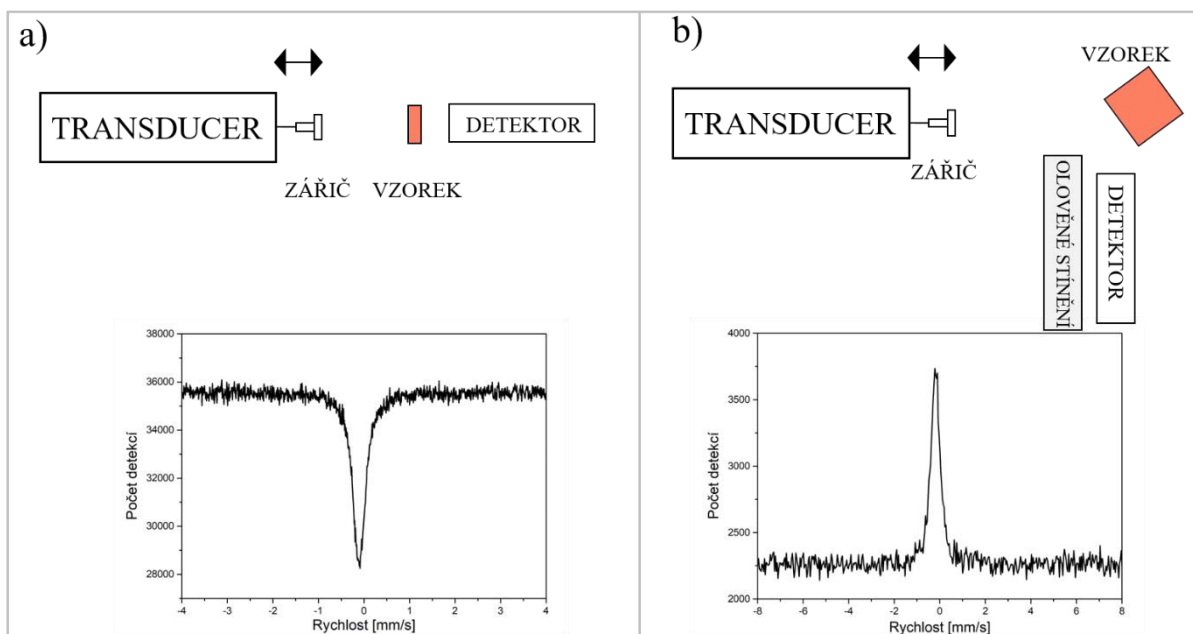 a)
TRANSDUCER
ZÁŘIČ
VZOREK
DETEKTOR
38000
36000
34000
32000
30000
28000
Počet detekcí
-4 -3 -2 -1 0 1 2 3 4
Rychlost [mm/s]
b)
VZOREK
TRANSDUCER
ZÁŘIČ
OLOVĚNÉ STÍNĚNÍ
DETEKTOR
4000
3500
3000
2500
2000
Počet detekcí
-8 -6 -4 -2 0 2 4 6 8
Rychlost [mm/s]